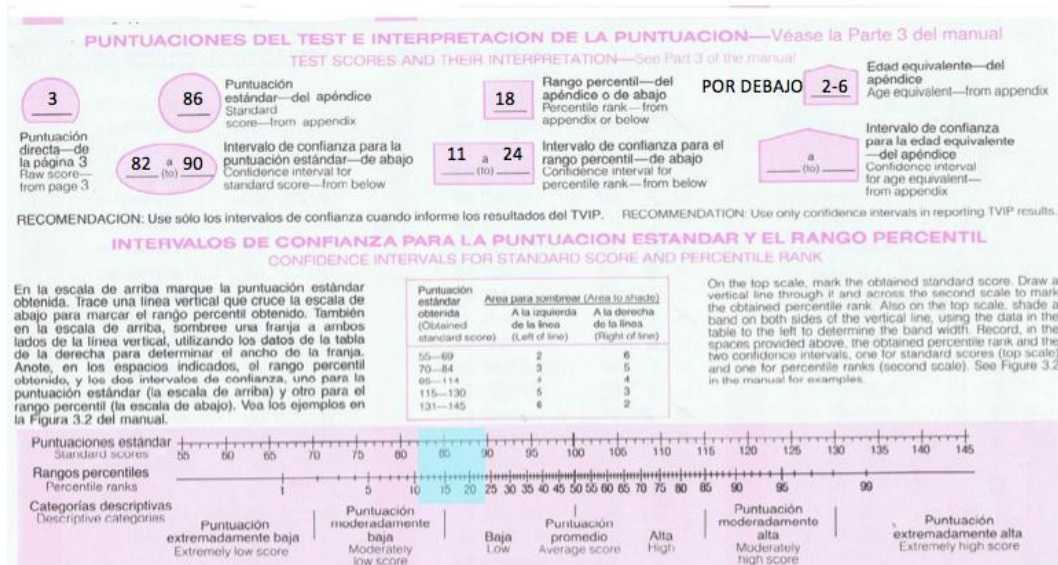 PUNTUACIONES DEL TEST E INTERPRETACION DE LA PUNTUACION—Véase la Parte 3 del manual
TEST SCORES AND THEIR INTERPRETATION—See Part 3 of the manual
3
Puntuación
directa—de
la página 3
Raw score—
from page 3
86
Puntuación
estándar—del apéndice
Standard
score—from appendix
18
Rango percentil—del
apéndice o de abajo
Percentile rank—from
appendix or below
POR DEBAJO 2-6
Edad equivalente—del
apéndice
Age equivalent—from appendix
82 a (to) 90
Intervalo de confianza para la
puntuación estándar—de abajo
Confidence interval for
standard score—from below
11 a (to) 24
Intervalo de confianza para el
rango percentil—de abajo
Confidence interval for
percentile rank—from below
a (to)
Intervalo de confianza
para la edad equivalente
—del apéndice
Confidence interval
for age equivalent—
from appendix
RECOMENDACION: Use sólo los intervalos de confianza cuando informe los resultados del TVIP. RECOMMENDATION: Use only confidence intervals in reporting TVIP results.
INTERVALOS DE CONFIANZA PARA LA PUNTUACION ESTANDAR Y EL RANGO PERCENTIL
CONFIDENCE INTERVALS FOR STANDARD SCORE AND PERCENTILE RANK
En la escala de arriba marque la puntuación estándar
obtenida. Trace una línea vertical que cruce la escala de
abajo para marcar el rango percentil obtenido. También
en la escala de arriba, sombree una franja a ambos
lados de la línea vertical, utilizando los datos de la tabla
de la derecha para determinar el ancho de la franja.
Anote, en los espacios indicados, el rango percentil
obtenido, y los dos intervalos de confianza, uno para la
puntuación estándar (la escala de arriba) y otro para el
rango percentil (la escala de abajo). Vea los ejemplos en
la Figura 3.2 del manual.
Puntuación
estándar
obtenida
(Obtained
standard score)
Area para sombrear (Area to shade)
A la izquierda
de la línea
(Left of line)
A la derecha
de la línea
(Right of line)
55—69 2 6
70—84 3 5
85—114 4 4
115—130 5 3
131—145 6 2
On the top scale, mark the obtained standard score. Draw a
vertical line through it and across the second scale to mark
the obtained percentile rank. Also on the top scale, shade a
band on both sides of the vertical line, using the data in the
table to the left to determine the band width. Record, in the
spaces provided above, the obtained percentile rank and the
two confidence intervals, one for standard scores (top scale)
and one for percentile ranks (second scale). See Figure 3.2
in the manual for examples.
Puntuaciones estándar
Standard scores
55 60 65 70 75 80 85 90 95 100 105 110 115 120 125 130 135 140 145
Rangos percentiles
Percentile ranks
1 5 10 15 20 25 30 35 40 45 50 55 60 65 70 75 80 85 90 95 99
Categorías descriptivas
Descriptive categories
Puntuación
extremadamente baja
Extremely low score
Puntuación
moderadamente
baja
Moderately
low score
Baja
Low
Puntuación
promedio
Average score
Alta
High
Puntuación
moderadamente
alta
Moderately
high score
Puntuación
extremadamente alta
Extremely high score